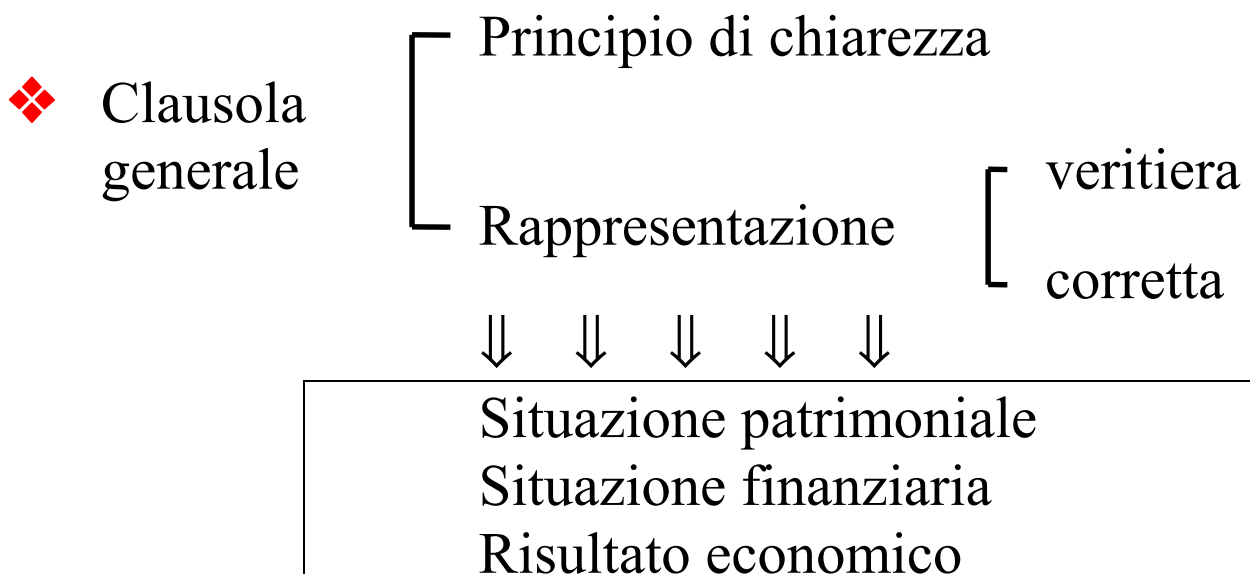 Principio di chiarezza
Clausola
generale
veritiera
Rappresentazione
corretta
⇓ ⇓ ⇓ ⇓ ⇓
Situazione patrimoniale
Situazione finanziaria
Risultato economico